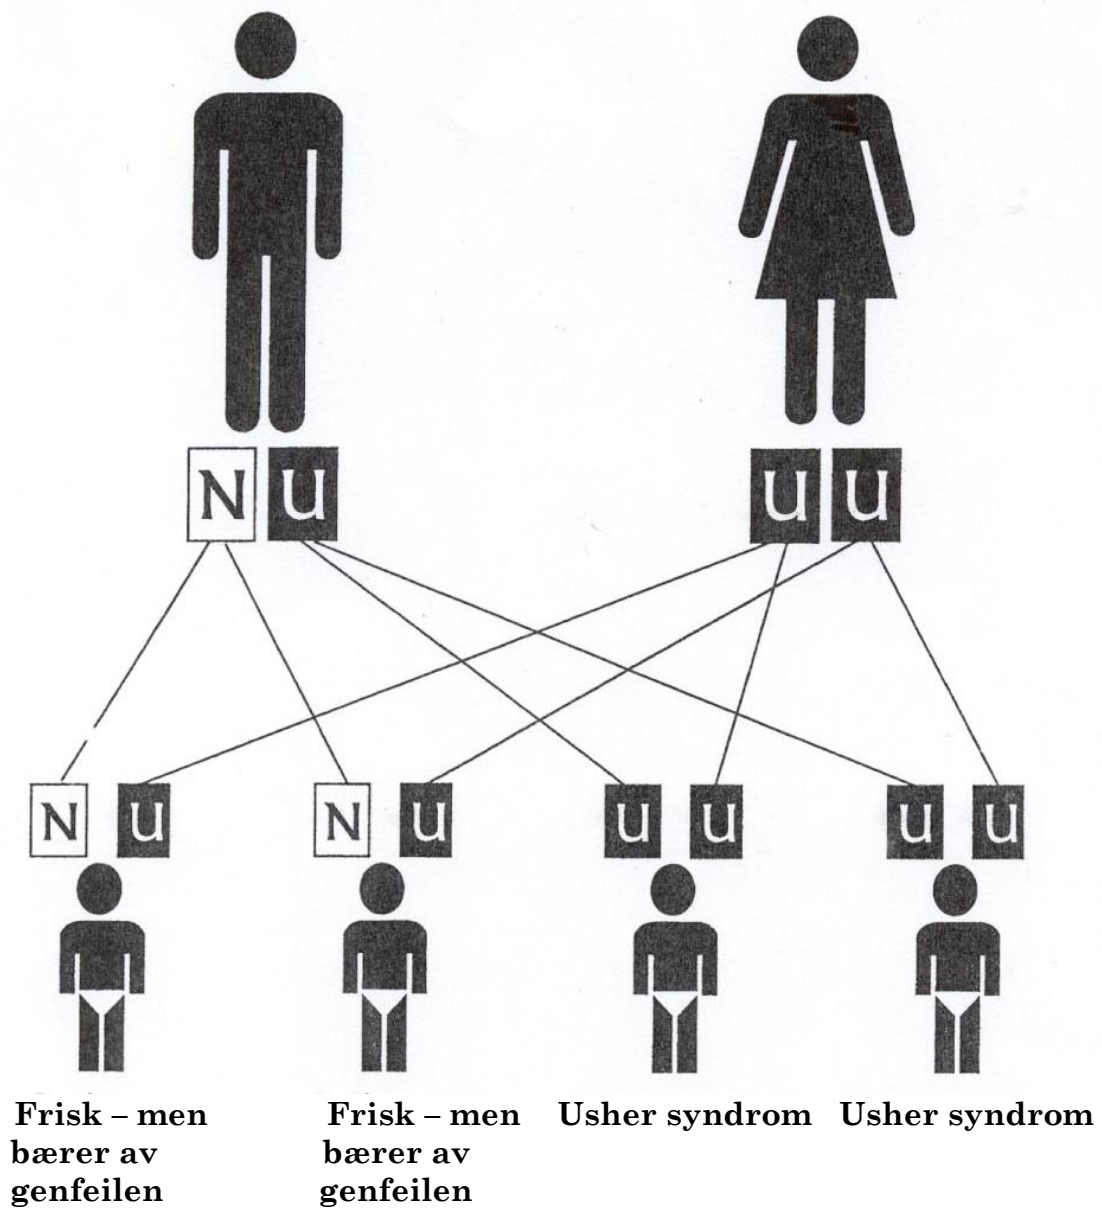 N U U U
N U N U U U U U
Frisk – men Frisk – men Usher syndrom Usher syndrom
bærer av bærer av
genfeilen genfeilen